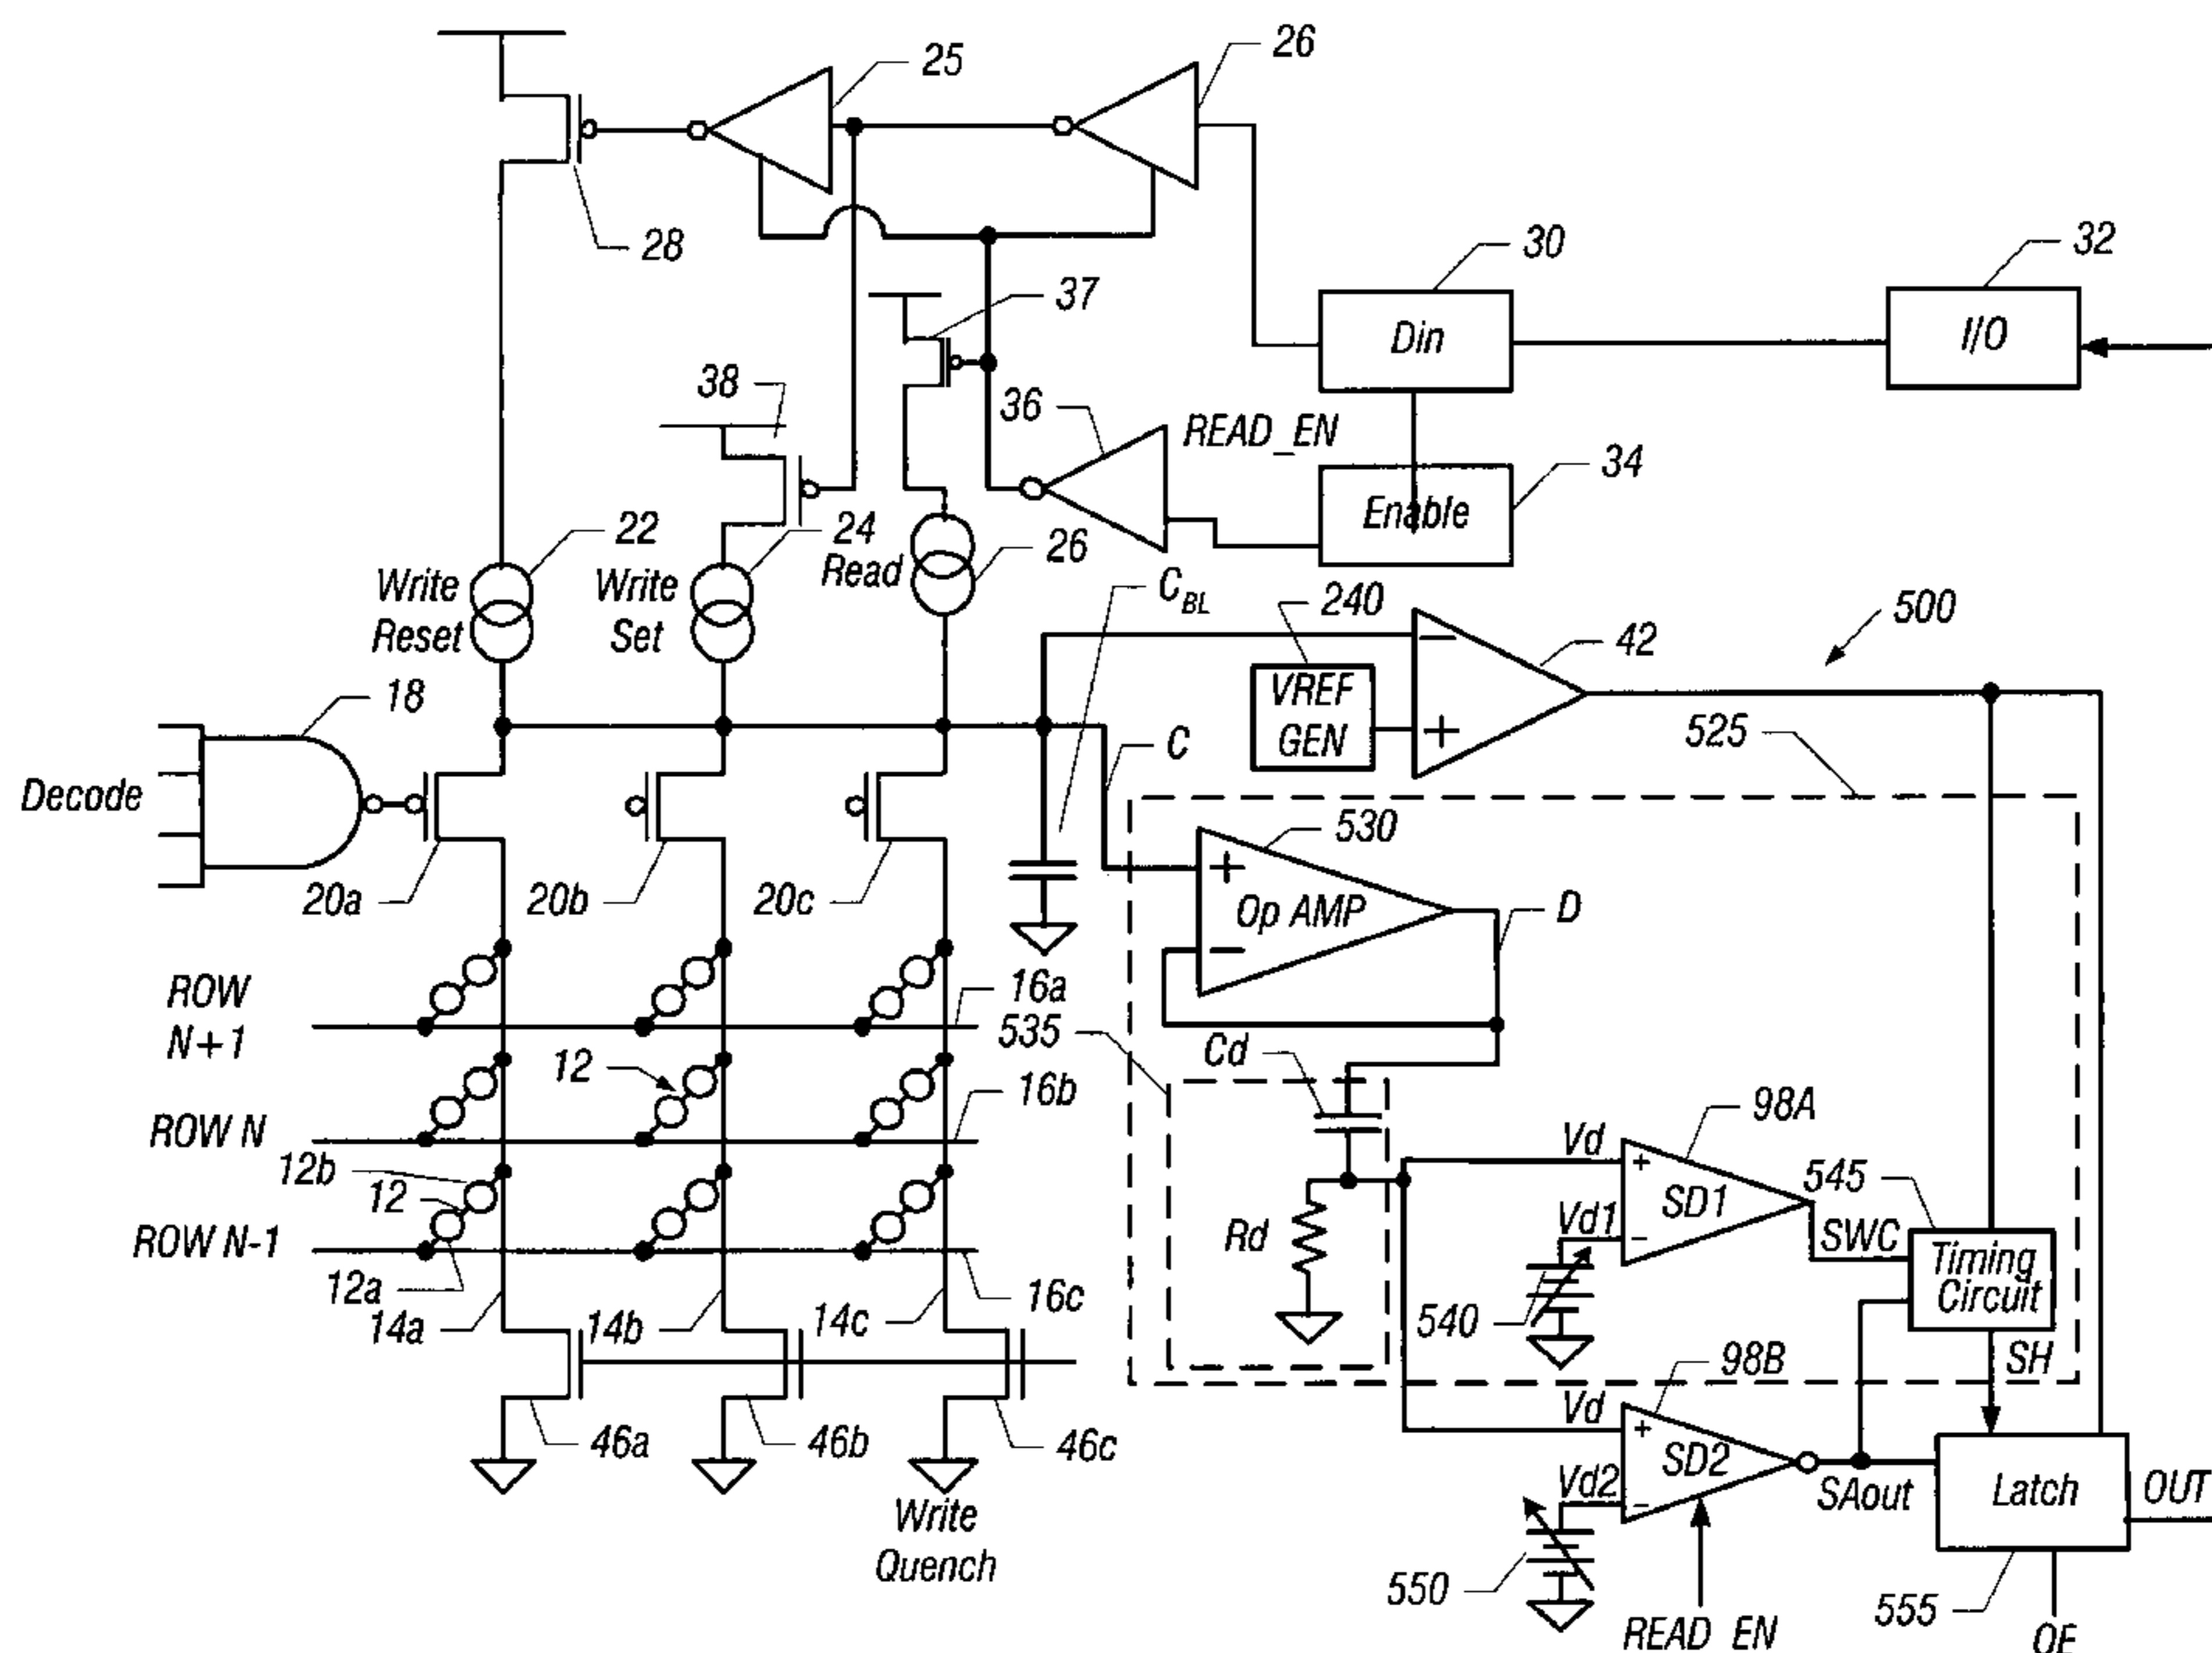 25
26
28
30
32
Din
I/O
37
38
36
READ_EN
34
Enable
22
24
Read
26
Write
Reset
Write
Set
C_BL
240
42
500
VREF
GEN
525
18
C
Decode
530
Op AMP
D
20a
20b
20c
ROW
N+1
16a
535
Cd
12
16b
ROW N
12b
12
98A
Vd
SD1
545
Vd1
SWC
Timing
Circuit
Rd
ROW N-1
12a
16c
14a
14b
14c
540
SH
98B
Vd
46a
46b
46c
SD2
Vd2
SAout
Latch
OUT
Write
Quench
550
555
READ EN
OE